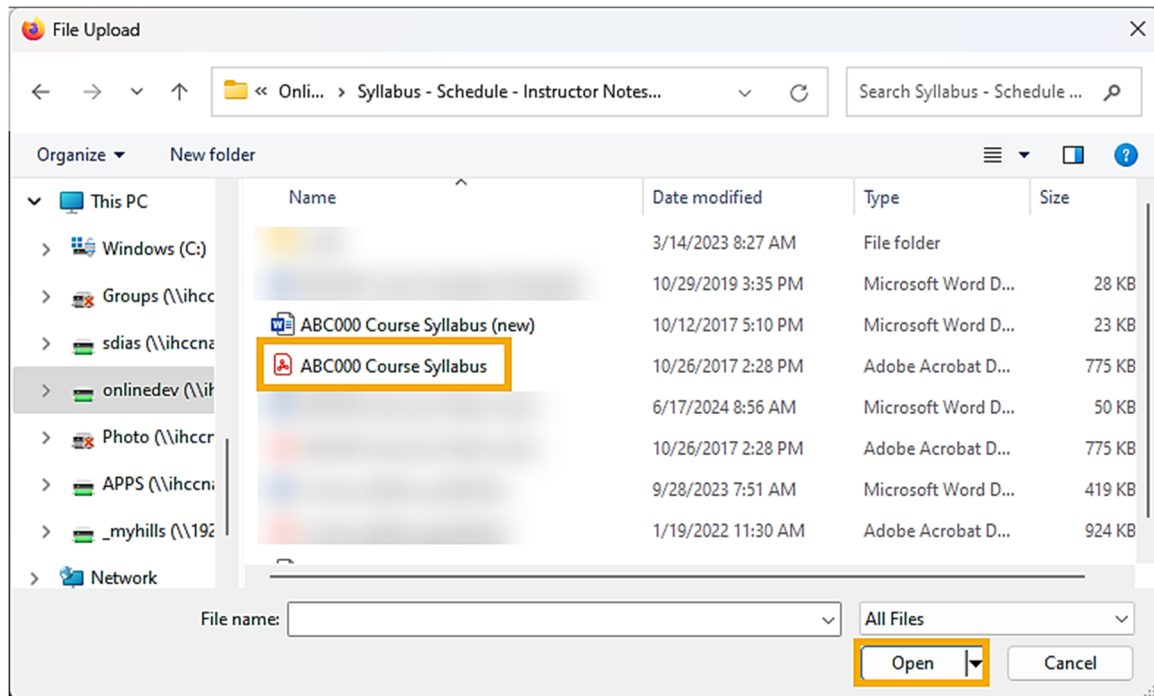 File Upload
« Onli... › Syllabus - Schedule - Instructor Notes...
Search Syllabus - Schedule ...
Organize
New folder
?
Name
Date modified
Type
Size
This PC
Windows (C:)
Groups (\\ihcc
sdias (\\ihccna
onlinedev (\\ih
Photo (\\ihccr
APPS (\\ihccna
_myhills (\\192
Network
3/14/2023 8:27 AM File folder
10/29/2019 3:35 PM Microsoft Word D... 28 KB
ABC000 Course Syllabus (new) 10/12/2017 5:10 PM Microsoft Word D... 23 KB
ABC000 Course Syllabus 10/26/2017 2:28 PM Adobe Acrobat D... 775 KB
6/17/2024 8:56 AM Microsoft Word D... 50 KB
10/26/2017 2:28 PM Adobe Acrobat D... 775 KB
9/28/2023 7:51 AM Microsoft Word D... 419 KB
1/19/2022 11:30 AM Adobe Acrobat D... 924 KB
File name:
All Files
Open
Cancel